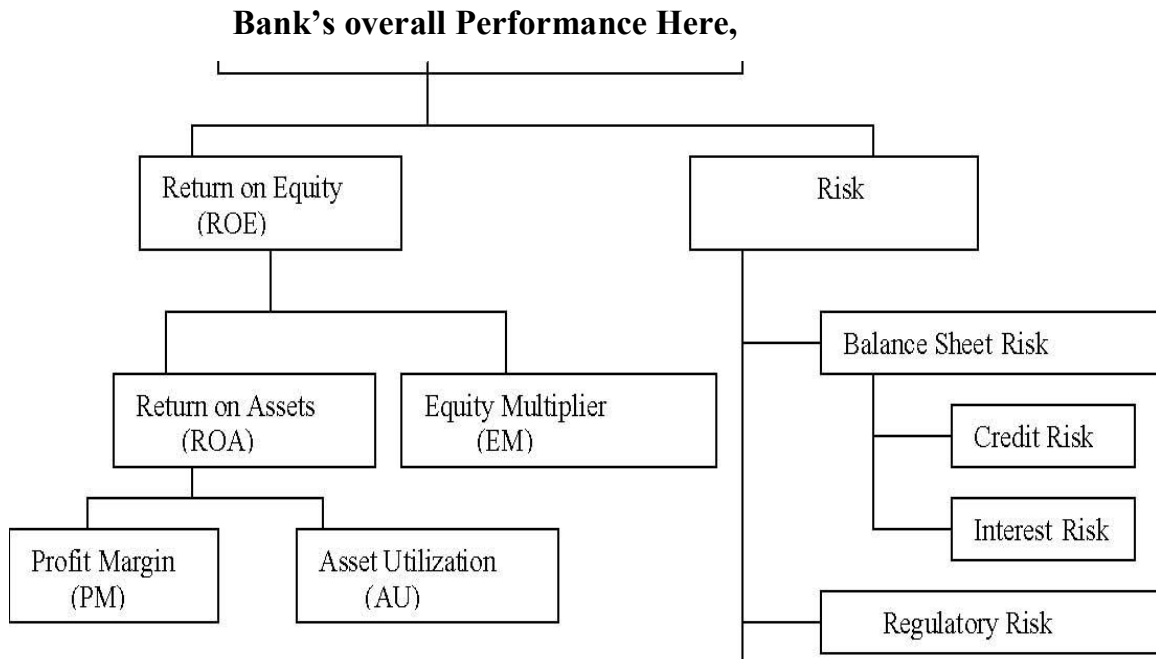 Bank’s overall Performance Here,
Return on Equity
(ROE)
Risk
Balance Sheet Risk
Return on Assets
(ROA)
Equity Multiplier
(EM)
Credit Risk
Interest Risk
Profit Margin
(PM)
Asset Utilization
(AU)
Regulatory Risk